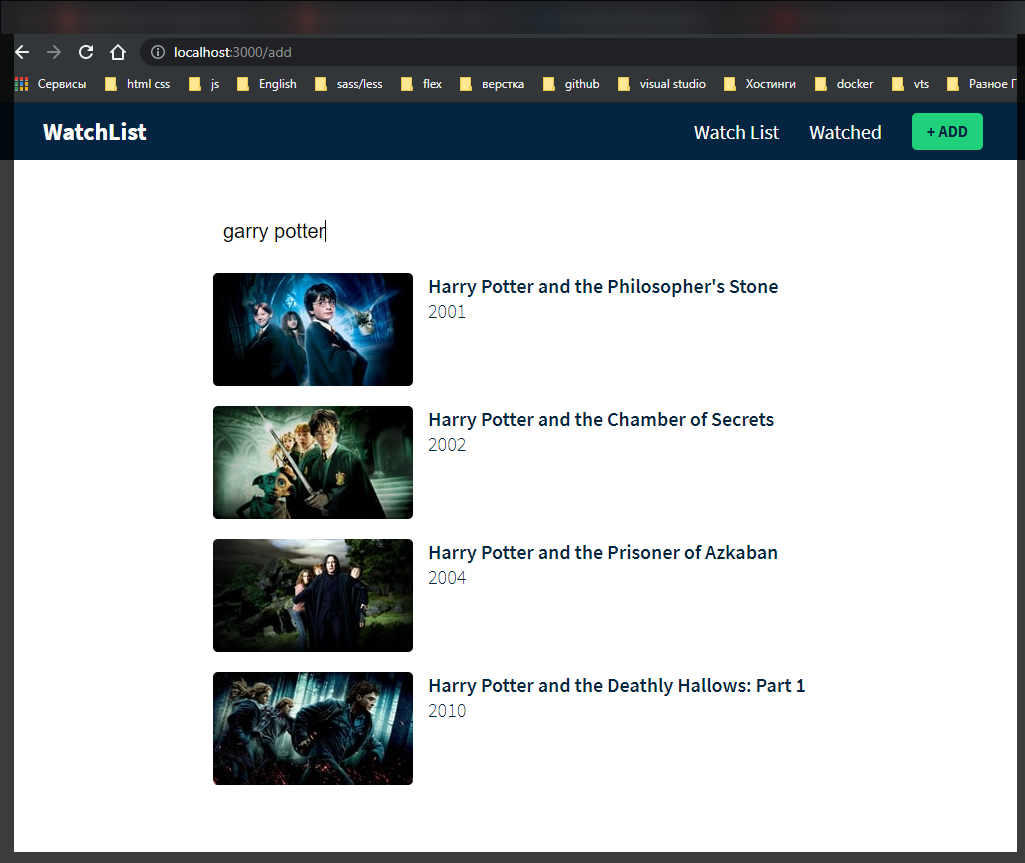 localhost:3000/add
Сервисы html css js English sass/less flex верстка github visual studio Хостинги docker vts Разное Г
WatchList Watch List Watched + ADD
garry potter
Harry Potter and the Philosopher's Stone
2001
Harry Potter and the Chamber of Secrets
2002
Harry Potter and the Prisoner of Azkaban
2004
Harry Potter and the Deathly Hallows: Part 1
2010